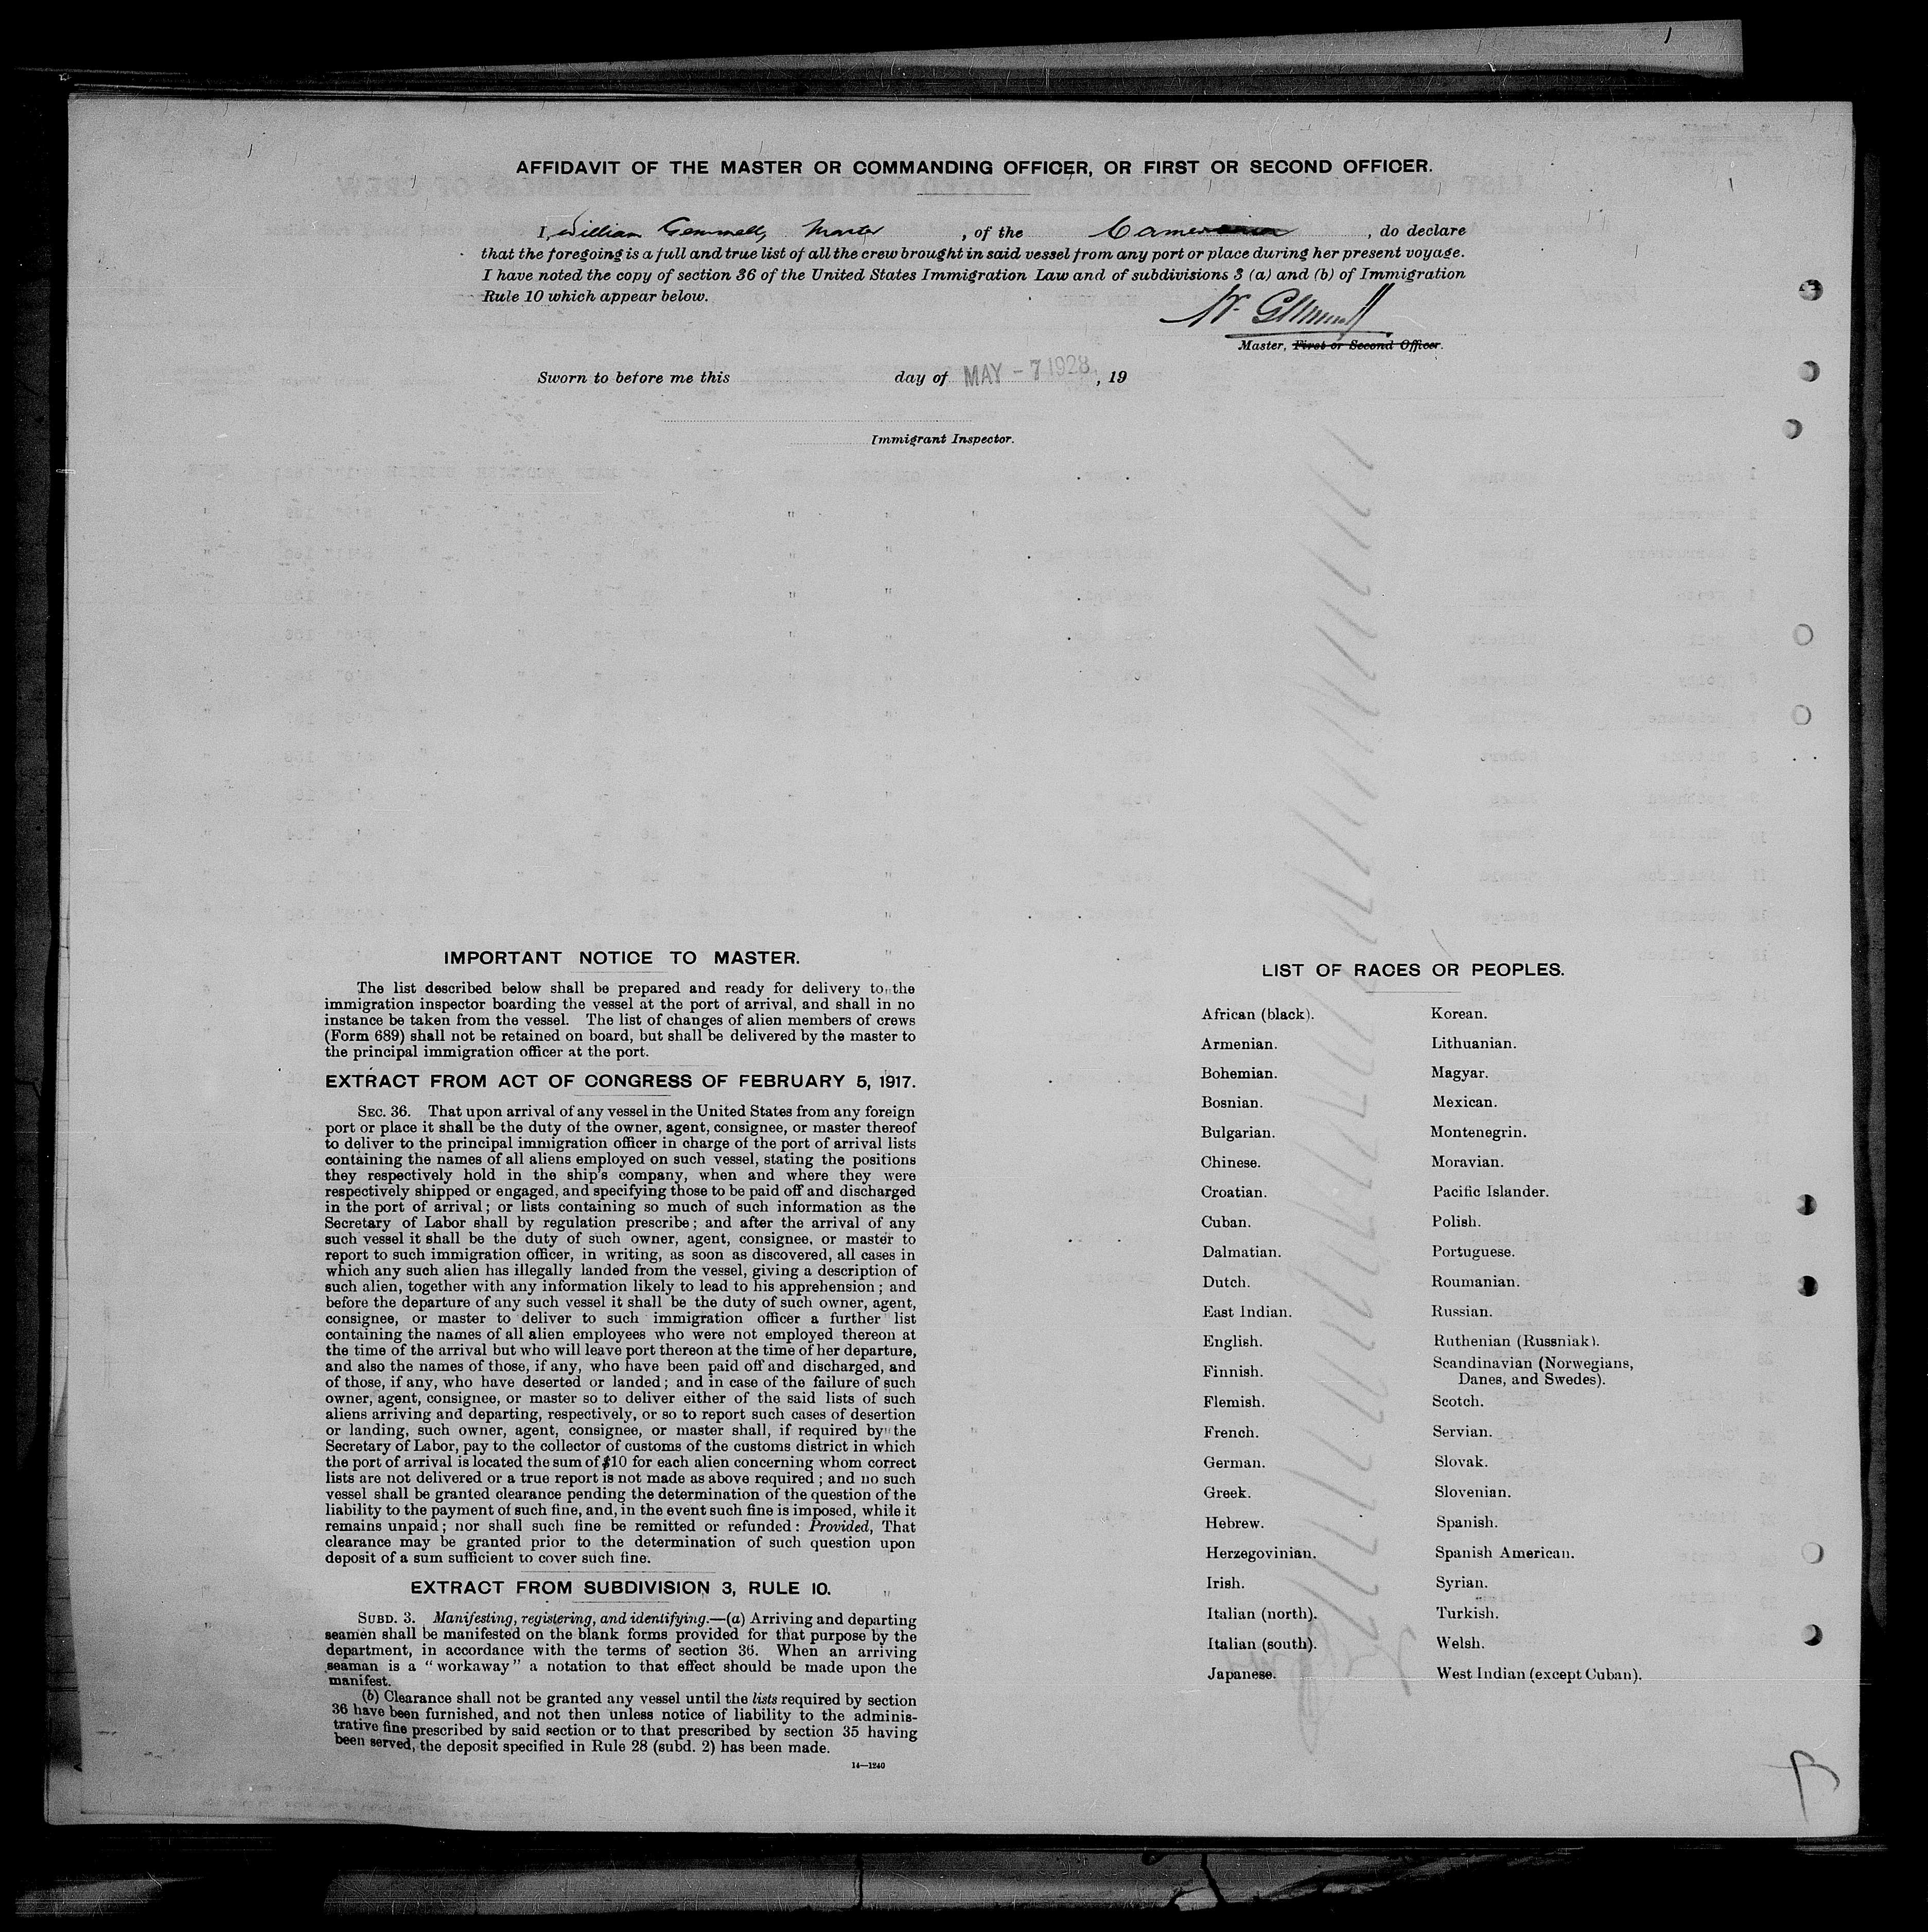 AFFIDAVIT OF THE MASTER OR COMMANDING OFFICER, OR FIRST OR SECOND OFFICER.
I, William Gemmell, Master, of the Cameronia, do declare
that the foregoing is a full and true list of all the crew brought in said vessel from any port or place during her present voyage.
I have noted the copy of section 36 of the United States Immigration Law and of subdivisions 3 (a) and (b) of Immigration
Rule 10 which appear below.
W. Gemmell
Master, First or Second Officer.
Sworn to before me this day of MAY - 7 1928, 19
Immigrant Inspector.
IMPORTANT NOTICE TO MASTER.
The list described below shall be prepared and ready for delivery to the
immigration inspector boarding the vessel at the port of arrival, and shall in no
instance be taken from the vessel. The list of changes of alien members of crews
(Form 689) shall not be retained on board, but shall be delivered by the master to
the principal immigration officer at the port.
EXTRACT FROM ACT OF CONGRESS OF FEBRUARY 5, 1917.
SEC. 36. That upon arrival of any vessel in the United States from any foreign
port or place it shall be the duty of the owner, agent, consignee, or master thereof
to deliver to the principal immigration officer in charge of the port of arrival lists
containing the names of all aliens employed on such vessel, stating the positions
they respectively hold in the ship's company, when and where they were
respectively shipped or engaged, and specifying those to be paid off and discharged
in the port of arrival; or lists containing so much of such information as the
Secretary of Labor shall by regulation prescribe; and after the arrival of any
such vessel it shall be the duty of such owner, agent, consignee, or master to
report to such immigration officer, in writing, as soon as discovered, all cases in
which any such alien has illegally landed from the vessel, giving a description of
such alien, together with any information likely to lead to his apprehension; and
before the departure of any such vessel it shall be the duty of such owner, agent,
consignee, or master to deliver to such immigration officer a further list
containing the names of all alien employees who were not employed thereon at
the time of the arrival but who will leave port thereon at the time of her departure,
and also the names of those, if any, who have been paid off and discharged, and
of those, if any, who have deserted or landed; and in case of the failure of such
owner, agent, consignee, or master so to deliver either of the said lists of such
aliens arriving and departing, respectively, or so to report such cases of desertion
or landing, such owner, agent, consignee, or master shall, if required by the
Secretary of Labor, pay to the collector of customs of the customs district in which
the port of arrival is located the sum of $10 for each alien concerning whom correct
lists are not delivered or a true report is not made as above required; and no such
vessel shall be granted clearance pending the determination of the question of the
liability to the payment of such fine, and, in the event such fine is imposed, while it
remains unpaid; nor shall such fine be remitted or refunded: Provided, That
clearance may be granted prior to the determination of such question upon
deposit of a sum sufficient to cover such fine.
EXTRACT FROM SUBDIVISION 3, RULE 10.
SUBD. 3. Manifesting, registering, and identifying.—(a) Arriving and departing
seamen shall be manifested on the blank forms provided for that purpose by the
department, in accordance with the terms of section 36. When an arriving
seaman is a "workaway" a notation to that effect should be made upon the
manifest.
(b) Clearance shall not be granted any vessel until the lists required by section
36 have been furnished, and not then unless notice of liability to the adminis-
trative fine prescribed by said section or to that prescribed by section 35 having
been served, the deposit specified in Rule 28 (subd. 2) has been made.
14—1240
LIST OF RACES OR PEOPLES.
African (black).
Armenian.
Bohemian.
Bosnian.
Bulgarian.
Chinese.
Croatian.
Cuban.
Dalmatian.
Dutch.
East Indian.
English.
Finnish.
Flemish.
French.
German.
Greek.
Hebrew.
Herzegovinian.
Irish.
Italian (north).
Italian (south).
Japanese.
Korean.
Lithuanian.
Magyar.
Mexican.
Montenegrin.
Moravian.
Pacific Islander.
Polish.
Portuguese.
Roumanian.
Russian.
Ruthenian (Russniak).
Scandinavian (Norwegians,
Danes, and Swedes).
Scotch.
Servian.
Slovak.
Slovenian.
Spanish.
Spanish American.
Syrian.
Turkish.
Welsh.
West Indian (except Cuban).